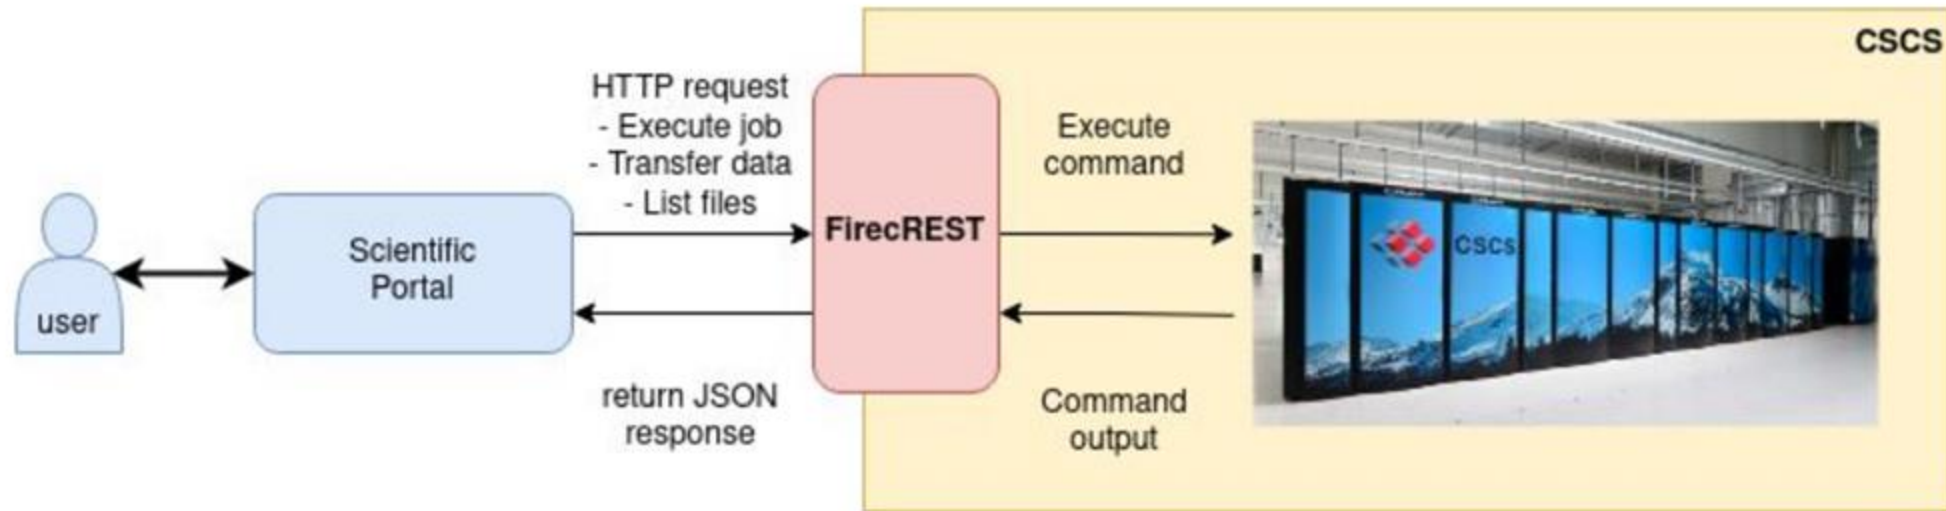 CSCS
HTTP request
- Execute job
- Transfer data
- List files
Execute
command
FirecREST
Scientific
Portal
user
CSCS
return JSON
response
Command
output